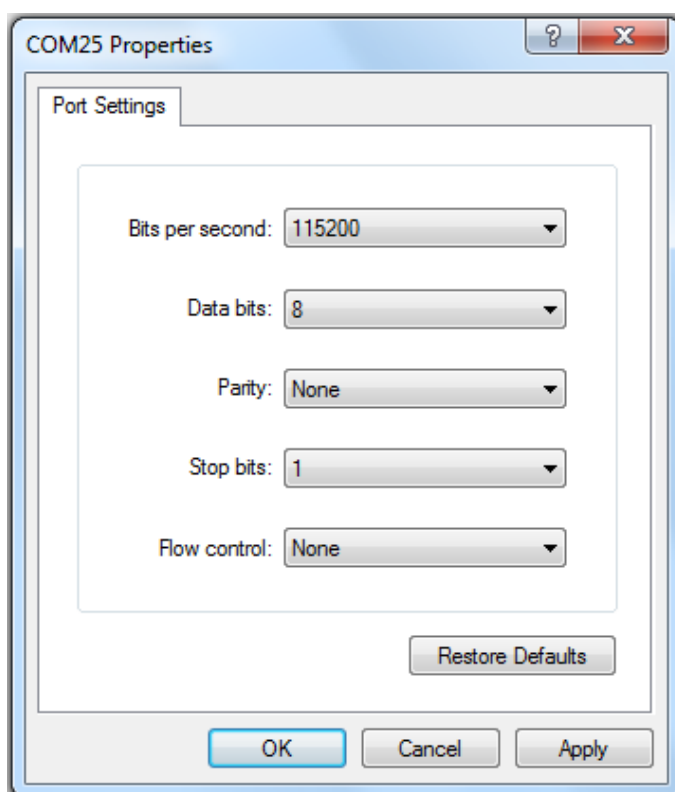 COM25 Properties
Port Settings
Bits per second: 115200
Data bits: 8
Parity: None
Stop bits: 1
Flow control: None
Restore Defaults
OK Cancel Apply